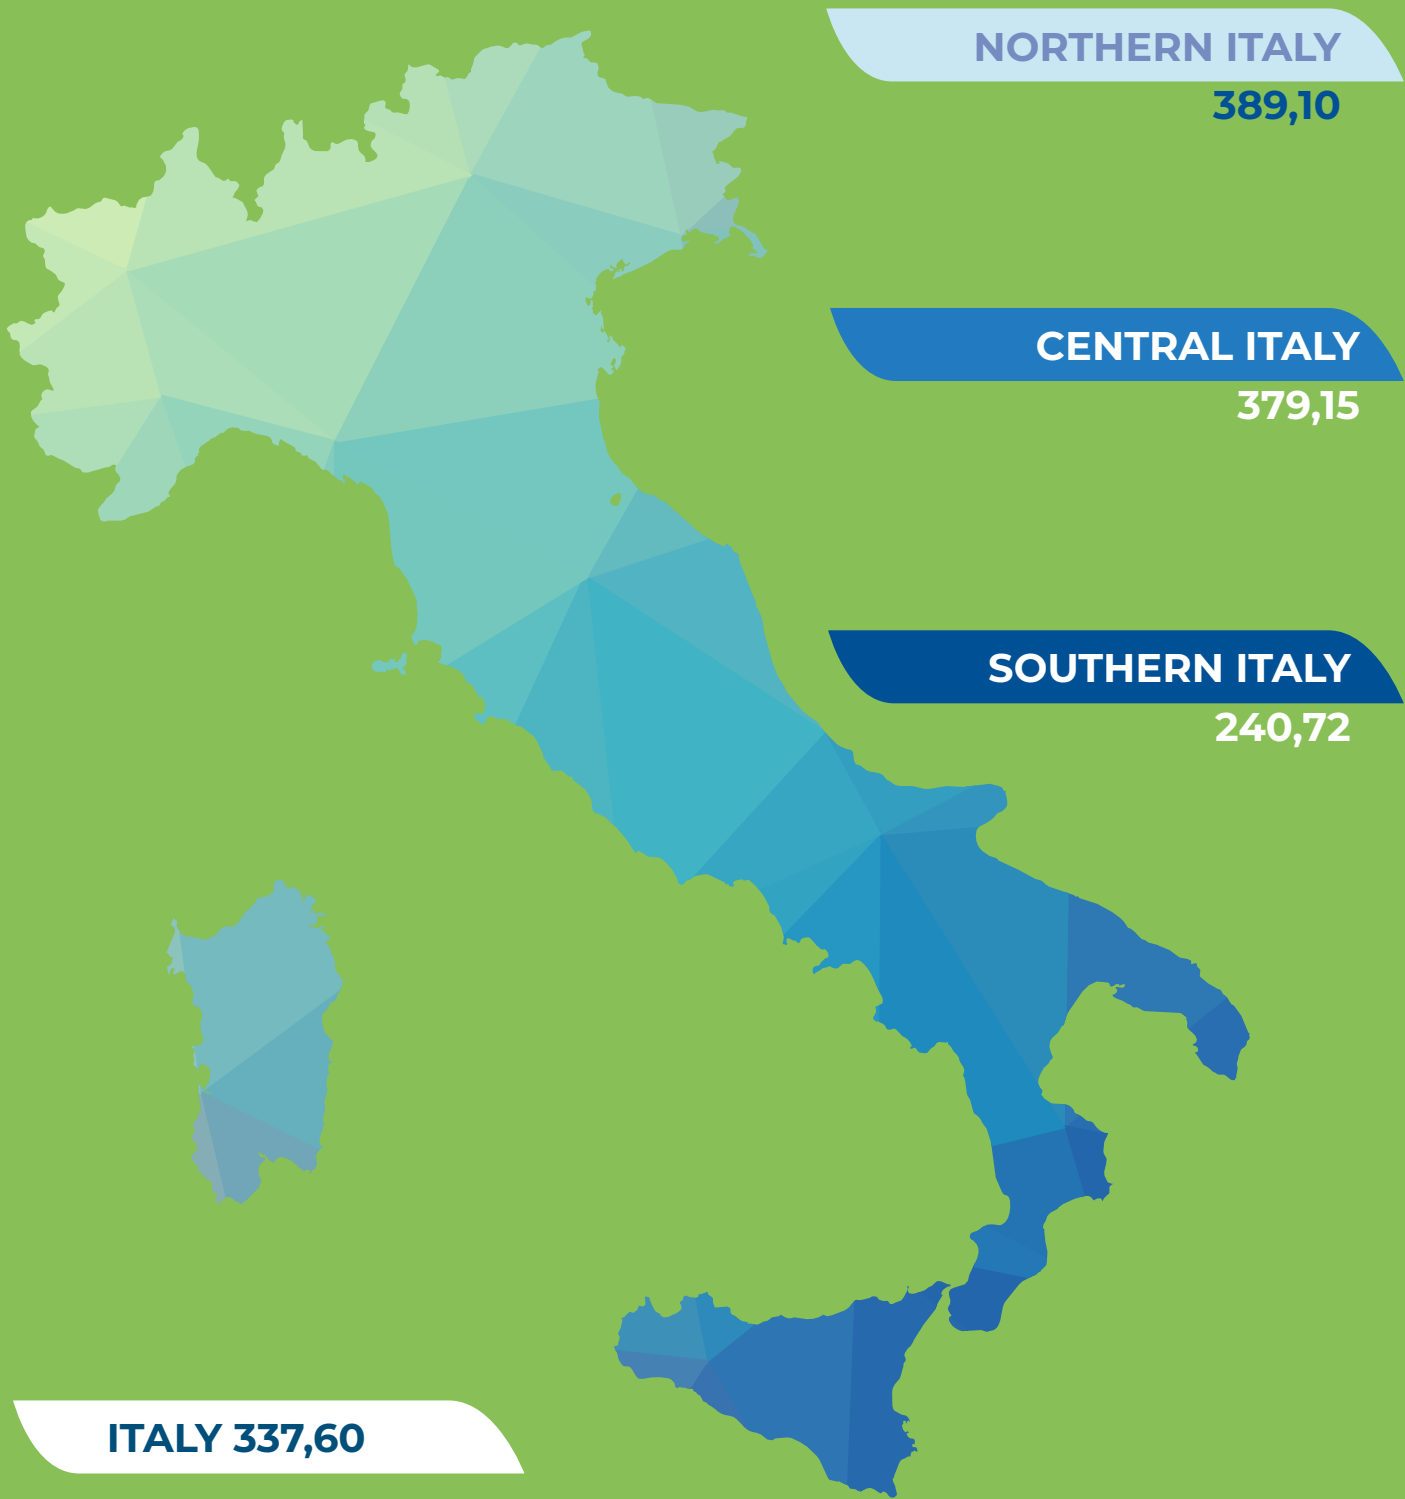 NORTHERN ITALY
389,10
CENTRAL ITALY
379,15
SOUTHERN ITALY
240,72
ITALY 337,60